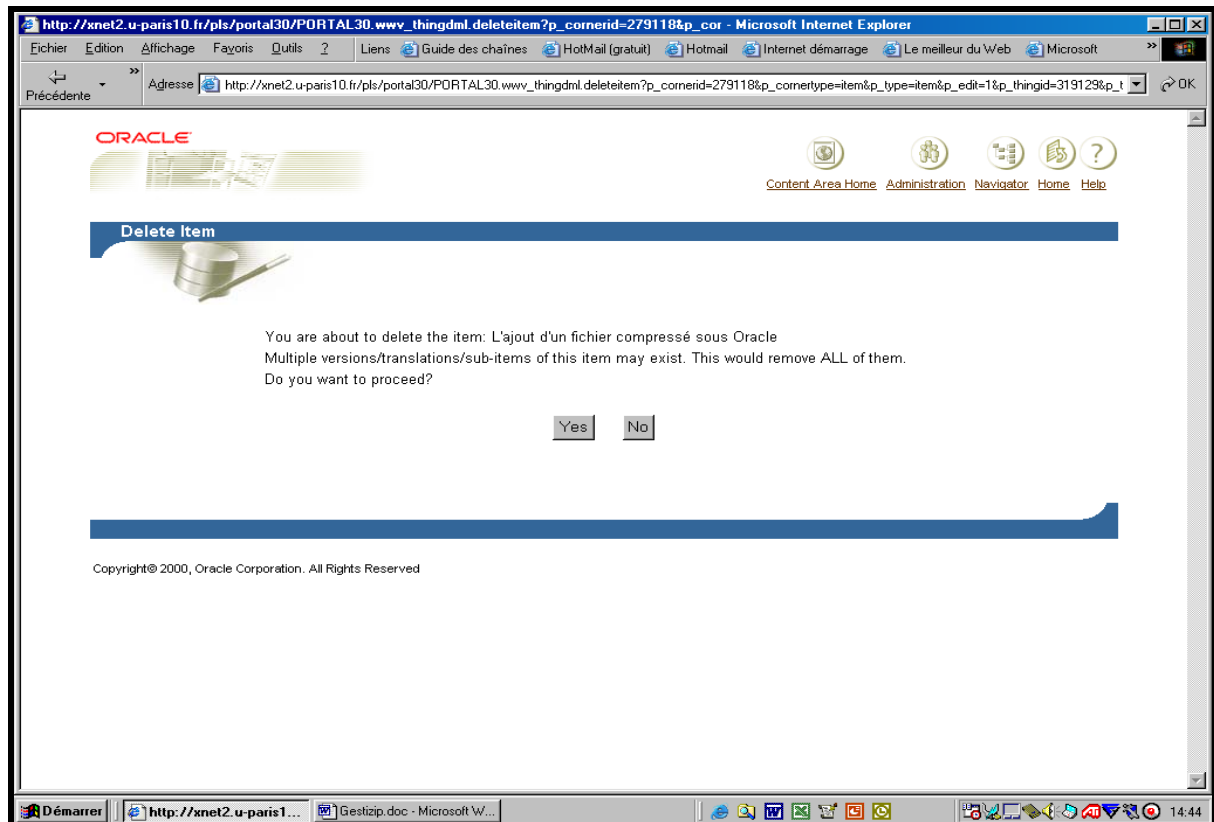 http://xnet2.u-paris10.fr/pls/portal30/PORTAL30.wwv_thingdml.deleteitem?p_cornerid=279118&p_cor - Microsoft Internet Explorer
Fichier Edition Affichage Favoris Outils ? Liens Guide des chaînes HotMail (gratuit) Hotmail Internet démarrage Le meilleur du Web Microsoft »
Précédente » Adresse http://xnet2.u-paris10.fr/pls/portal30/PORTAL30.wwv_thingdml.deleteitem?p_cornerid=279118&p_cornertype=item&p_type=item&p_edit=1&p_thingid=319129&p_t OK
ORACLE
Content Area Home Administration Navigator Home Help
Delete Item
You are about to delete the item: L'ajout d'un fichier compressé sous Oracle
Multiple versions/translations/sub-items of this item may exist. This would remove ALL of them.
Do you want to proceed?
Yes No
Copyright© 2000, Oracle Corporation. All Rights Reserved
Démarrer http://xnet2.u-paris1... Gestizip.doc - Microsoft W... 14:44